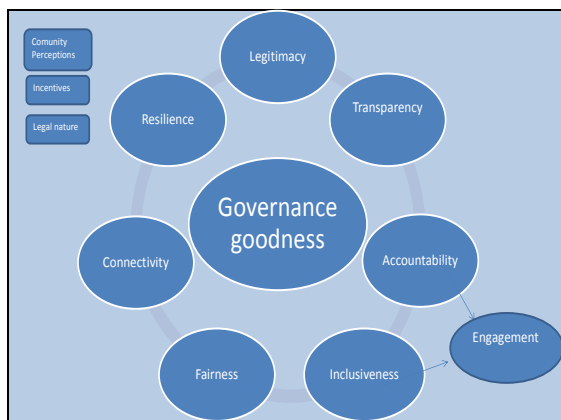 Comunity
Perceptions
Incentives
Legal nature
Legitimacy
Resilience
Transparency
Governance
goodness
Connectivity
Accountability
Engagement
Fairness
Inclusiveness